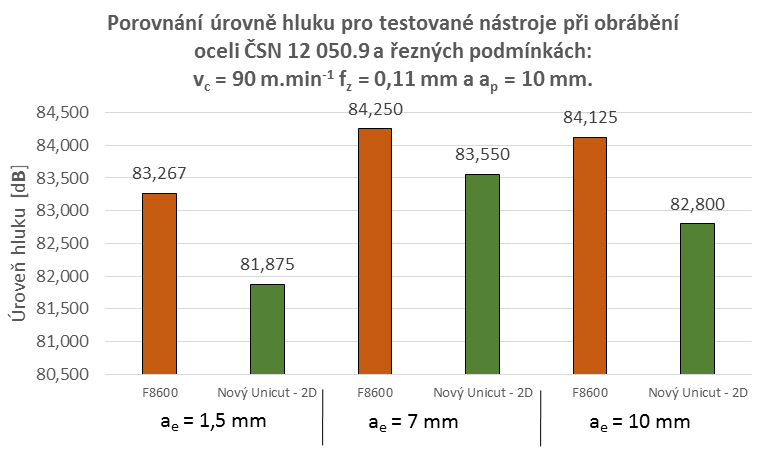 Porovnání úrovně hluku pro testované nástroje při obrábění
oceli ČSN 12 050.9 a řezných podmínkách:
v꜀ = 90 m.min⁻¹ f_z = 0,11 mm a aₚ = 10 mm.
Úroveň hluku [dB]
84,500
84,000
83,500
83,000
82,500
82,000
81,500
81,000
80,500
83,267
81,875
84,250
83,550
84,125
82,800
F8600
Nový Unicut - 2D
F8600
Nový Unicut - 2D
F8600
Nový Unicut - 2D
aₑ = 1,5 mm
aₑ = 7 mm
aₑ = 10 mm